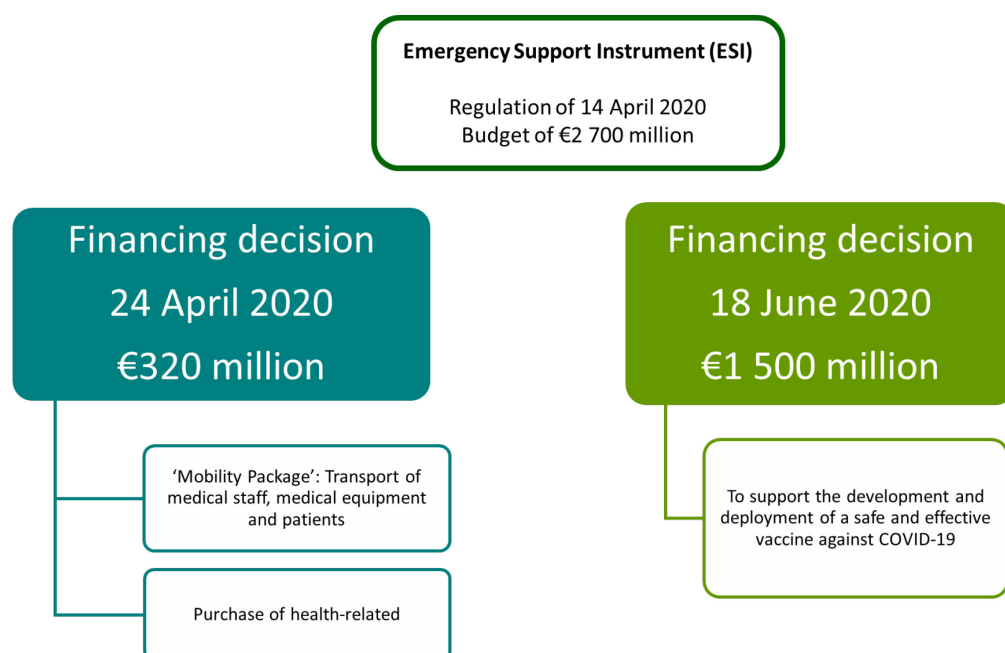 Emergency Support Instrument (ESI)
Regulation of 14 April 2020
Budget of €2 700 million
Financing decision
24 April 2020
€320 million
‘Mobility Package’: Transport of
medical staff, medical equipment
and patients
Purchase of health-related
Financing decision
18 June 2020
€1 500 million
To support the development and
deployment of a safe and effective
vaccine against COVID-19